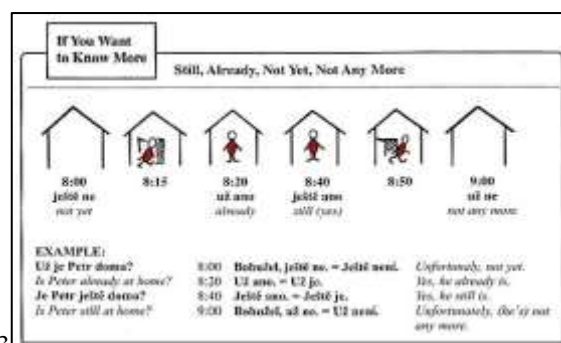 If You Want
to Know More
Still, Already, Not Yet, Not Any More
8:00 8:15 8:20 8:40 8:50 9:00
ještě ne už ano ještě ano už ne
not yet already still (yes) not any more
EXAMPLE:
Už je Petr doma? 8:00 Bohužel, ještě ne. = Ještě není. Unfortunaly, not yet.
Is Peter already at home? 8:20 Už ano. = Už je. Yes, he already is.
Je Petr ještě doma? 8:40 Ještě ano. = Ještě je. Yes, he still is.
Is Peter still at home? 9:00 Bohužel, už ne. = Už není. Unfortunately, (he's) not
any more.